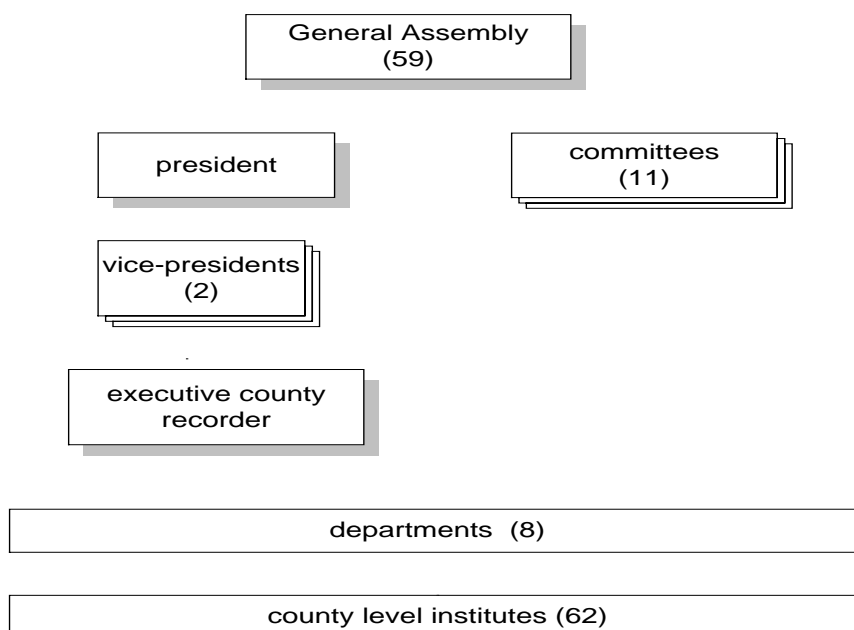 General Assembly
(59)
president
committees
(11)
vice-presidents
(2)
executive county
recorder
departments (8)
county level institutes (62)